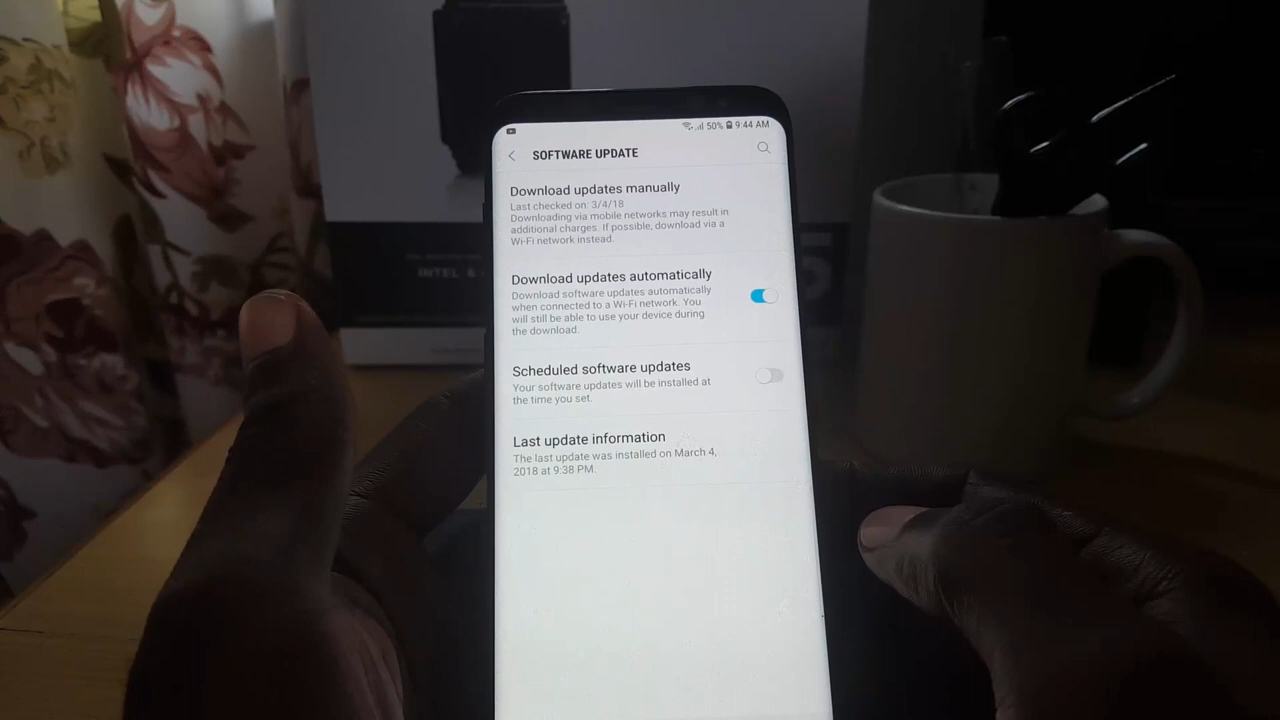 50% 9:44 AM
SOFTWARE UPDATE
Download updates manually
Last checked on: 3/4/18
Downloading via mobile networks may result in
additional charges. If possible, download via a
Wi-Fi network instead.
Download updates automatically
Download software updates automatically
when connected to a Wi-Fi network. You
will still be able to use your device during
the download.
Scheduled software updates
Your software updates will be installed at
the time you set.
Last update information
The last update was installed on March 4,
2018 at 9:38 PM.
INTEL &
5